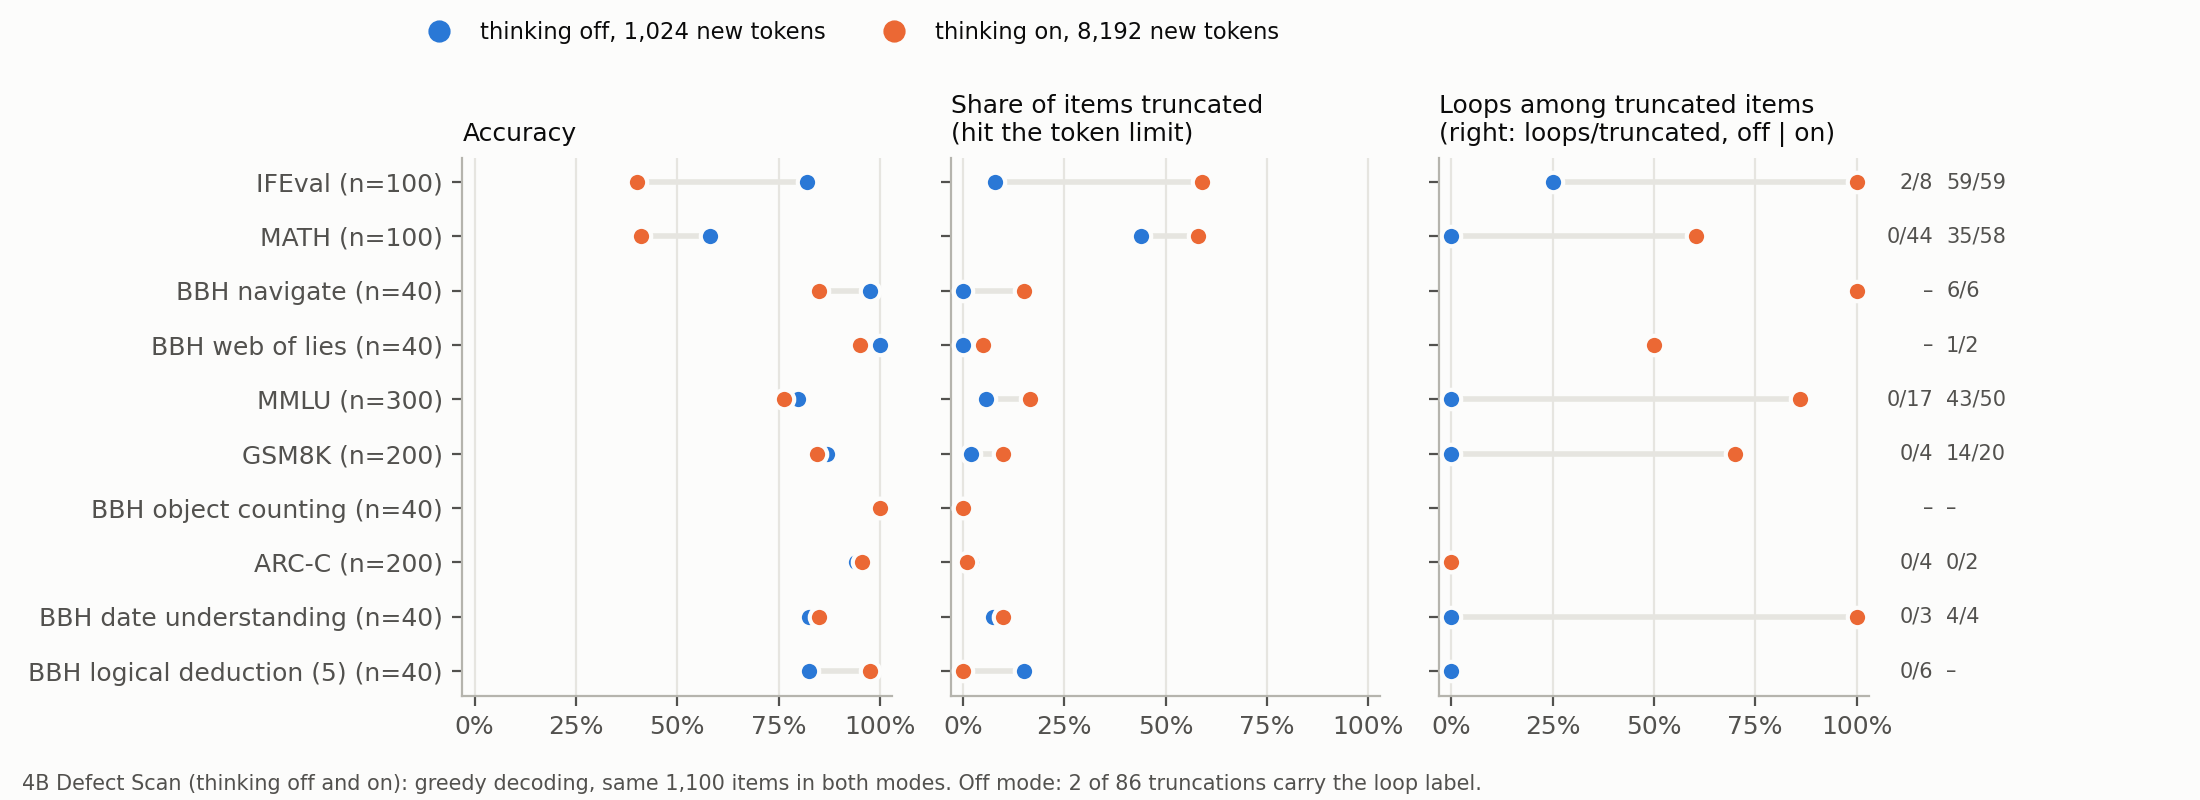 thinking off, 1,024 new tokens
thinking on, 8,192 new tokens
Accuracy
Share of items truncated
(hit the token limit)
Loops among truncated items
(right: loops/truncated, off | on)
IFEval (n=100)
2/8 59/59
MATH (n=100)
0/44 35/58
BBH navigate (n=40)
– 6/6
BBH web of lies (n=40)
– 1/2
MMLU (n=300)
0/17 43/50
GSM8K (n=200)
0/4 14/20
BBH object counting (n=40)
– –
ARC-C (n=200)
0/4 0/2
BBH date understanding (n=40)
0/3 4/4
BBH logical deduction (5) (n=40)
0/6 –
0% 25% 50% 75% 100%
0% 25% 50% 75% 100%
0% 25% 50% 75% 100%
4B Defect Scan (thinking off and on): greedy decoding, same 1,100 items in both modes. Off mode: 2 of 86 truncations carry the loop label.